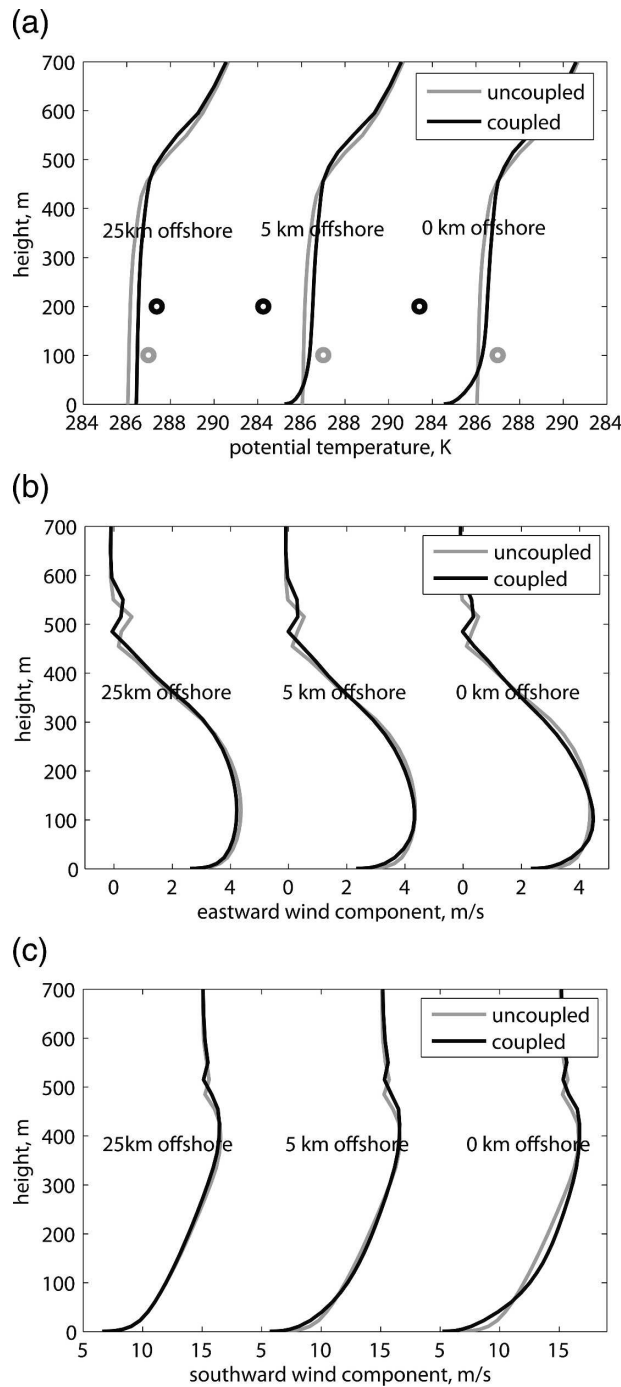 (a)
700
600
500
400
300
200
100
0
height, m
uncoupled
coupled
25km offshore
5 km offshore
0 km offshore
284 286 288 290 284 286 288 290 284 286 288 290 284
potential temperature, K
(b)
700
600
500
400
300
200
100
0
height, m
uncoupled
coupled
25km offshore
5 km offshore
0 km offshore
0 2 4 0 2 4 0 2 4
eastward wind component, m/s
(c)
700
600
500
400
300
200
100
0
height, m
uncoupled
coupled
25km offshore
5 km offshore
0 km offshore
5 10 15 5 10 15 5 10 15
southward wind component, m/s